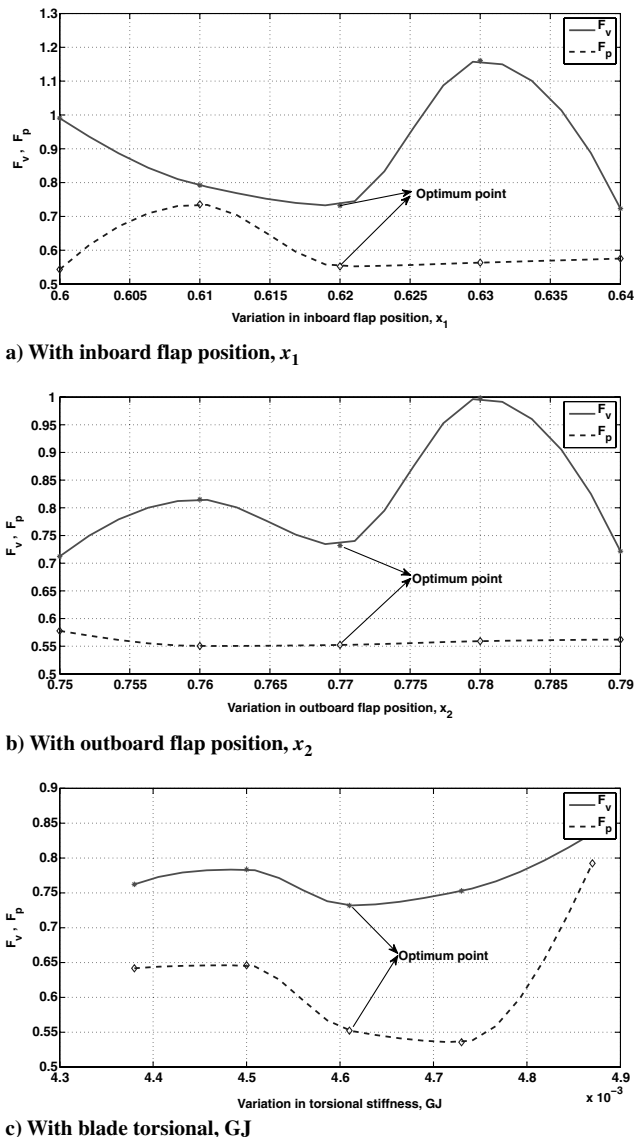 1.3
1.2
1.1
1
0.9
0.8
0.7
0.6
0.5
F_v , F_p
F_v
F_p
Optimum point
0.6 0.605 0.61 0.615 0.62 0.625 0.63 0.635 0.64
Variation in inboard flap position, x_1
a) With inboard flap position, x_1
1
0.95
0.9
0.85
0.8
0.75
0.7
0.65
0.6
0.55
0.5
F_v , F_p
F_v
F_p
Optimum point
0.75 0.755 0.76 0.765 0.77 0.775 0.78 0.785 0.79
Variation in outboard flap position, x_2
b) With outboard flap position, x_2
0.9
0.85
0.8
0.75
0.7
0.65
0.6
0.55
0.5
F_v , F_p
F_v
F_p
Optimum point
4.3 4.4 4.5 4.6 4.7 4.8 4.9
x 10^-3
Variation in torsional stiffness, GJ
c) With blade torsional, GJ